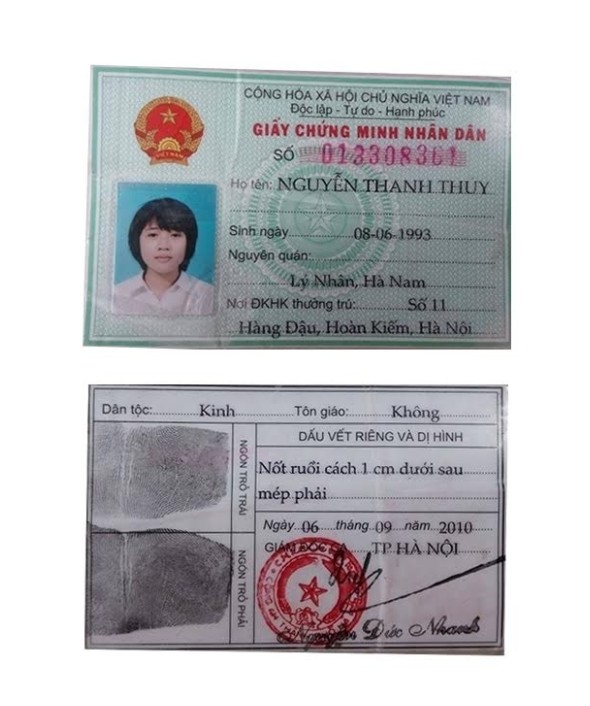 CỘNG HÒA XÃ HỘI CHỦ NGHĨA VIỆT NAM
Độc lập - Tự do - Hạnh phúc
GIẤY CHỨNG MINH NHÂN DÂN
SỐ 013308361
Họ tên: NGUYỄN THANH THUỲ
Sinh ngày 08-06-1993
Nguyên quán:
Lý Nhân, Hà Nam
Nơi ĐKHK thường trú: Số 11
Hàng Đậu, Hoàn Kiếm, Hà Nội
VIỆT NAM
Dân tộc: Kinh Tôn giáo: Không
NGÓN TRỎ TRÁI
NGÓN TRỎ PHẢI
DẤU VẾT RIÊNG VÀ DỊ HÌNH
Nốt ruồi cách 1 cm dưới sau
mép phải
Ngày 06 tháng 09 năm 2010
GIÁM ĐỐC CA TP HÀ NỘI
Nguyễn Đức Nhanh